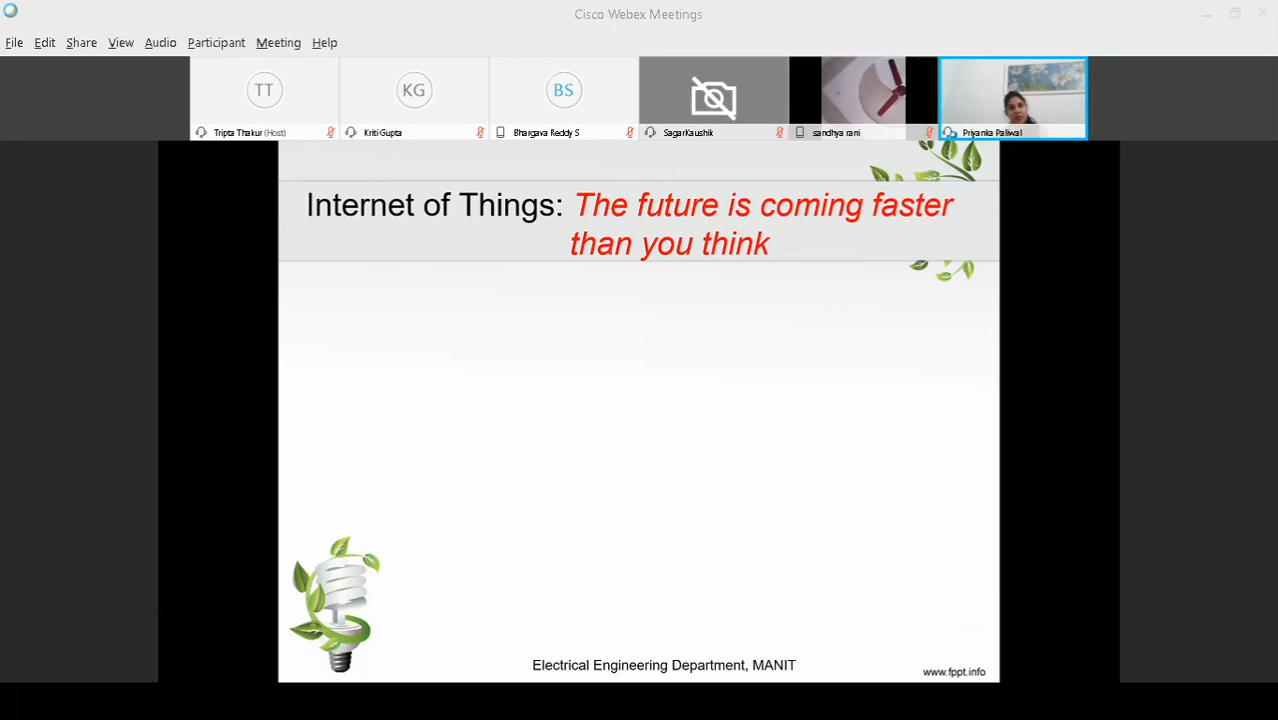 Cisco Webex Meetings
File Edit Share View Audio Participant Meeting Help
TT KG BS
Tripta Thakur (Host) Kriti Gupta Bhargava Reddy S SagarKaushik sandhya rani Priyanka Paliwal
Internet of Things: The future is coming faster
than you think
Electrical Engineering Department, MANIT
www.fppt.info